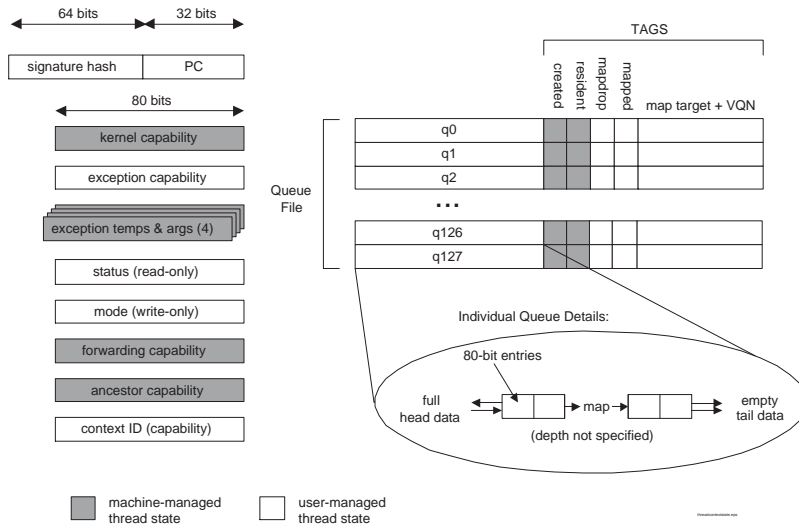 64 bits
32 bits
signature hash
PC
80 bits
kernel capability
exception capability
exception temps & args (4)
status (read-only)
mode (write-only)
forwarding capability
ancestor capability
context ID (capability)
TAGS
created
resident
mapdrop
mapped
map target + VQN
Queue
File
q0
q1
q2
...
q126
q127
Individual Queue Details:
80-bit entries
full
head data
map
empty
tail data
(depth not specified)
machine-managed
thread state
user-managed
thread state